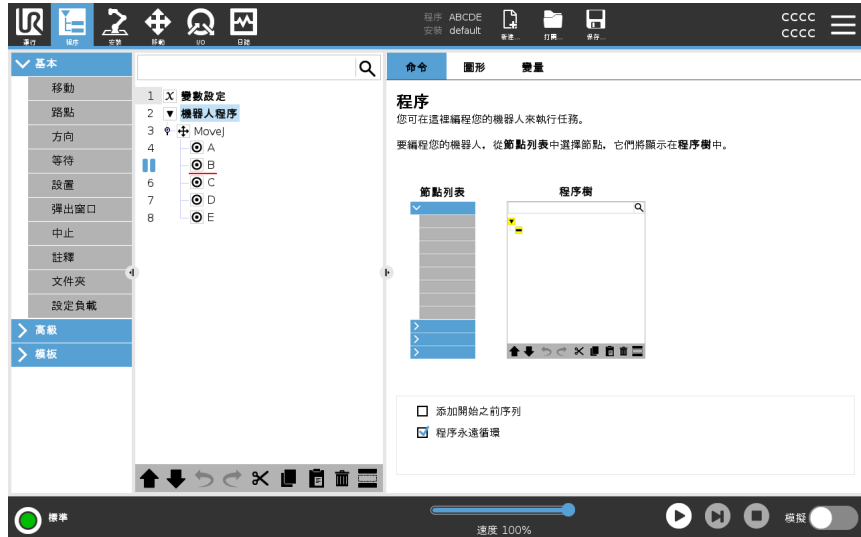 UR
運行
程序
安裝
移動
I/O
日誌
程序 ABCDE
安裝 default
新建...
打開...
保存...
CCCC
CCCC
基本
移動
路點
方向
等待
設置
彈出窗口
中止
註釋
文件夾
設定負載
高級
模板
1 X 變數設定
2 機器人程序
3 MoveJ
4 A
B
6 C
7 D
8 E
命令 圖形 變量
程序
您可在這裡編程您的機器人來執行任務。
要編程您的機器人，從節點列表中選擇節點，它們將顯示在程序樹中。
節點列表 程序樹
添加開始之前序列
程序永遠循環
標準
速度 100%
模擬